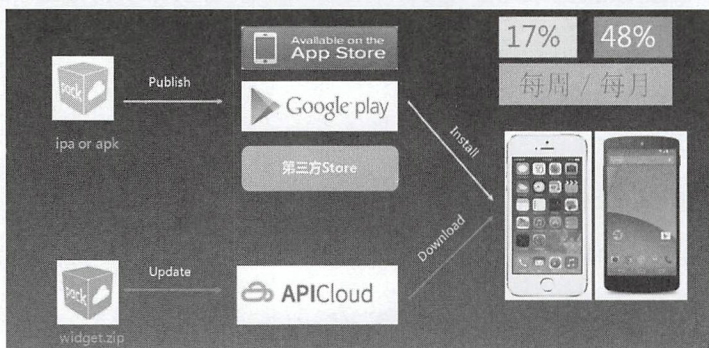 Available on the
App Store
17%
48%
pack
Publish
Google play
每周 / 每月
ipa or apk
Install
第三方Store
Download
pack
Update
APICloud
widget.zip